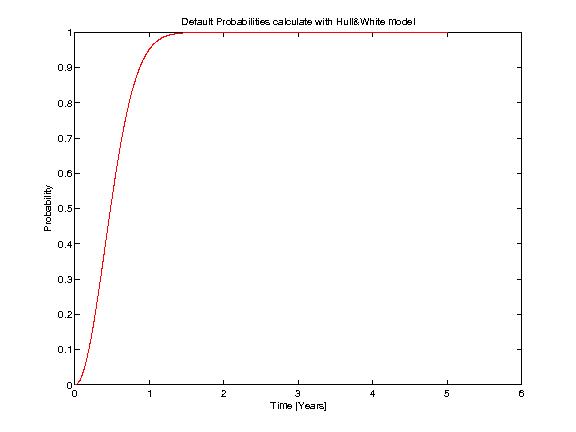 Default Probabilities calculate with Hull&White Model
1
0.9
0.8
0.7
0.6
0.5
0.4
0.3
0.2
0.1
0
Probability
0 1 2 3 4 5 6
Time [Years]